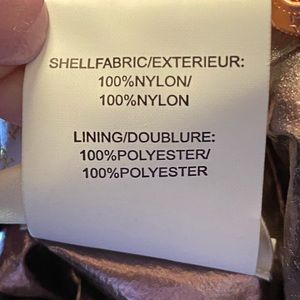 SHELLFABRIC/EXTERIEUR:
100%NYLON/
100%NYLON
LINING/DOUBLURE:
100%POLYESTER/
100%POLYESTER